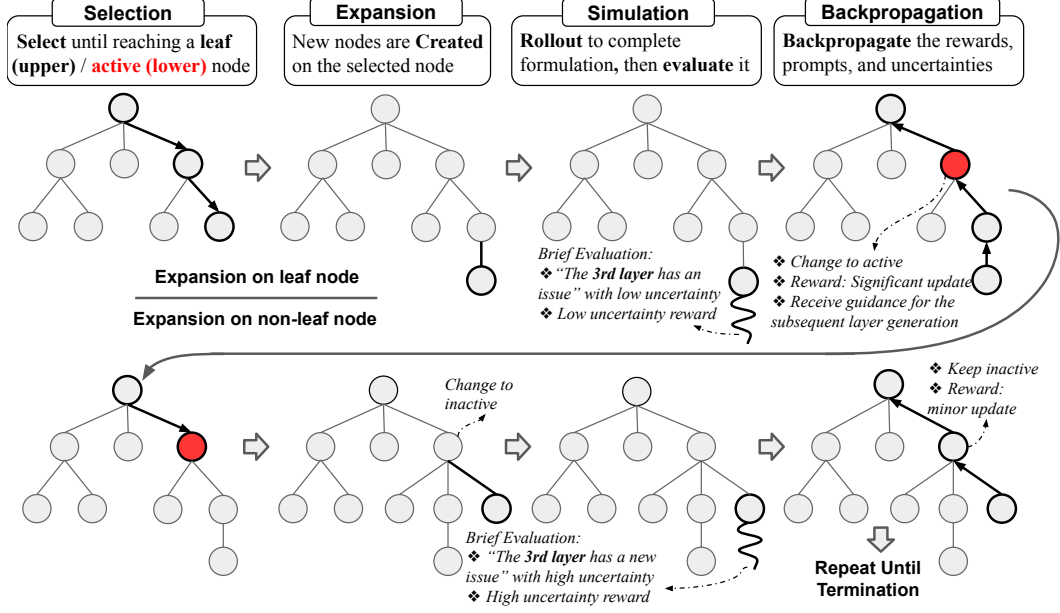 Selection
Select until reaching a leaf
(upper) / active (lower) node
Expansion
New nodes are Created
on the selected node
Simulation
Rollout to complete
formulation, then evaluate it
Backpropagation
Backpropagate the rewards,
prompts, and uncertainties
Expansion on leaf node
Expansion on non-leaf node
Brief Evaluation:
❖ “The 3rd layer has an
issue” with low uncertainty
❖ Low uncertainty reward
❖ Change to active
❖ Reward: Significant update
❖ Receive guidance for the
subsequent layer generation
Change to
inactive
Brief Evaluation:
❖ “The 3rd layer has a new
issue” with high uncertainty
❖ High uncertainty reward
❖ Keep inactive
❖ Reward:
minor update
Repeat Until
Termination